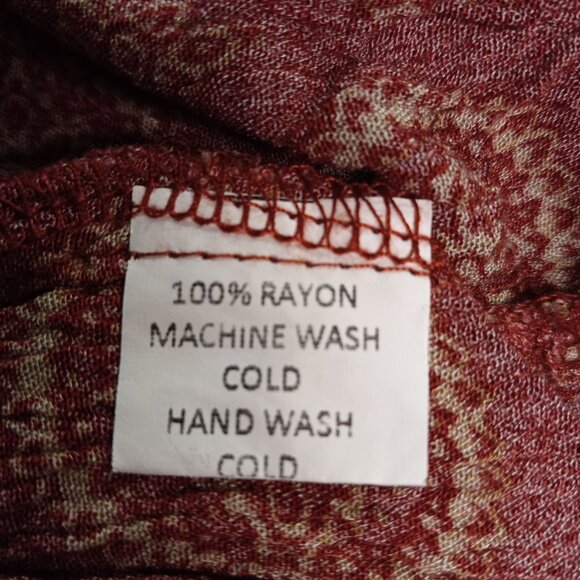 100% RAYON
MACHINE WASH
COLD
HAND WASH
COLD